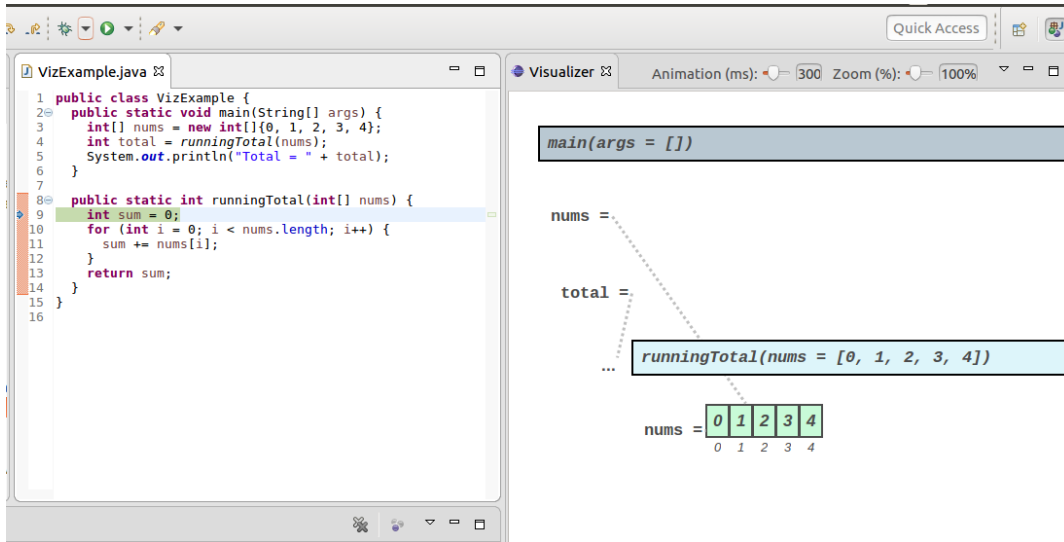 Quick Access
VizExample.java
1 public class VizExample {
2 public static void main(String[] args) {
3 int[] nums = new int[]{0, 1, 2, 3, 4};
4 int total = runningTotal(nums);
5 System.out.println("Total = " + total);
6 }
7
8 public static int runningTotal(int[] nums) {
9 int sum = 0;
10 for (int i = 0; i < nums.length; i++) {
11 sum += nums[i];
12 }
13 return sum;
14 }
15 }
16
Visualizer Animation (ms): 300 Zoom (%): 100%
main(args = [])
nums =
total =
...
runningTotal(nums = [0, 1, 2, 3, 4])
nums = 0 1 2 3 4
0 1 2 3 4